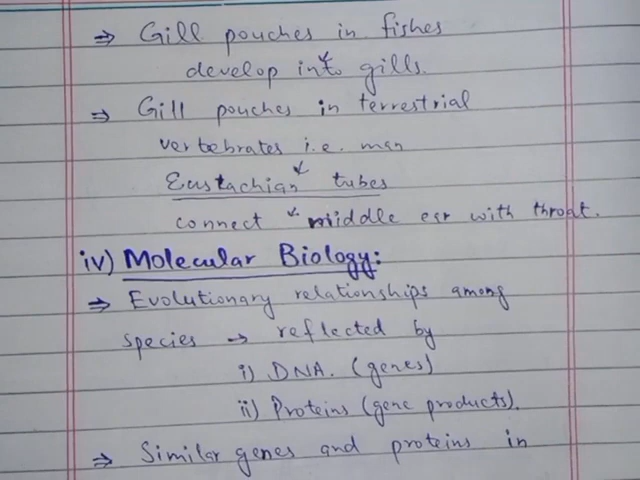 ⇒ Gill pouches in fishes
develop into gills.
⇒ Gill pouches in terrestrial
vertebrates i.e. man
Eustachian tubes
connect middle ear with throat.
iv) Molecular Biology:
⇒ Evolutionary relationships among
species → reflected by
i) DNA. (genes)
ii) Proteins (gene products).
⇒ Similar genes and proteins in